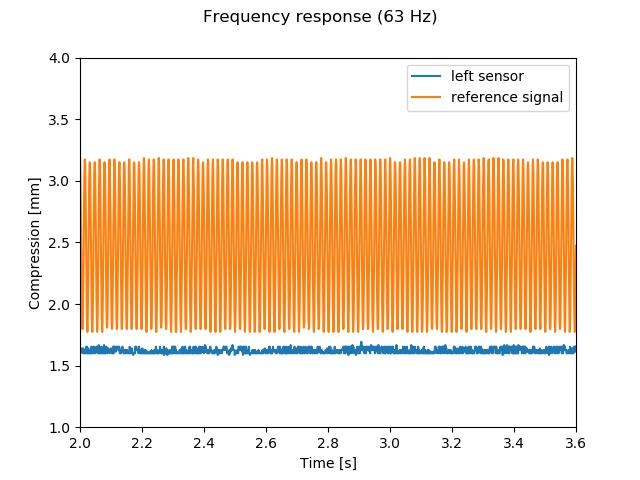 Frequency response (63 Hz)
4.0
3.5
3.0
2.5
2.0
1.5
1.0
Compression [mm]
left sensor
reference signal
2.0 2.2 2.4 2.6 2.8 3.0 3.2 3.4 3.6
Time [s]